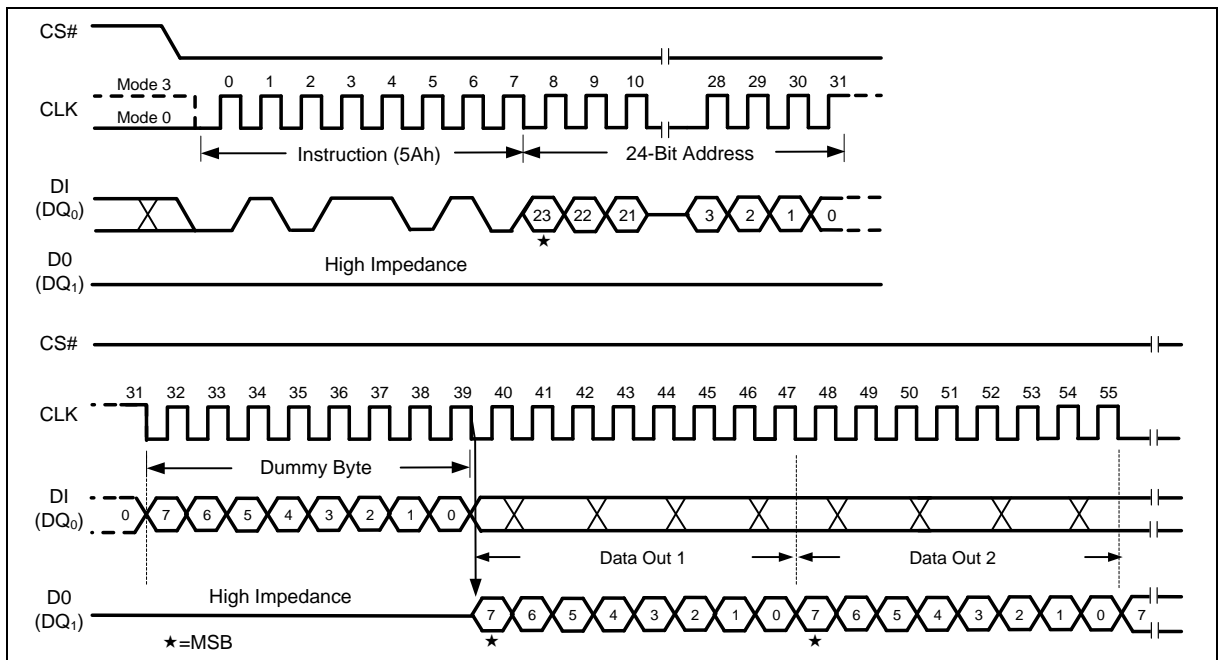 CS#
Mode 3 0 1 2 3 4 5 6 7 8 9 10 28 29 30 31
CLK
Mode 0
Instruction (5Ah) 24-Bit Address
DI
(DQ₀)
23 22 21 3 2 1 0
★
D0
(DQ₁)
High Impedance
CS#
31 32 33 34 35 36 37 38 39 40 41 42 43 44 45 46 47 48 49 50 51 52 53 54 55
CLK
Dummy Byte
DI
(DQ₀)
0 7 6 5 4 3 2 1 0
Data Out 1 Data Out 2
D0
(DQ₁)
High Impedance
7 6 5 4 3 2 1 0 7 6 5 4 3 2 1 0 7
★=MSB ★ ★